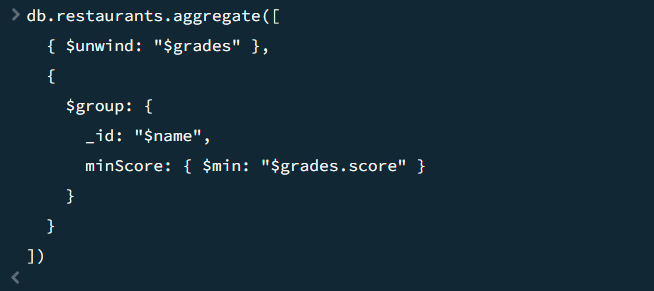 > db.restaurants.aggregate([
{ $unwind: "$grades" },
{
$group: {
_id: "$name",
minScore: { $min: "$grades.score" }
}
}
])
<